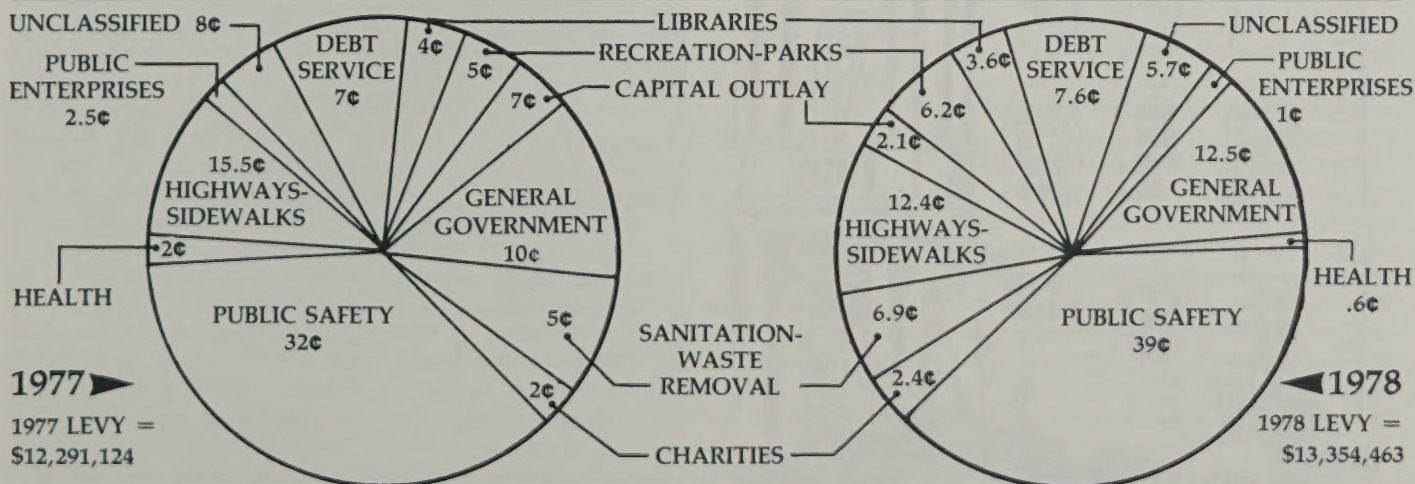 UNCLASSIFIED 8¢
PUBLIC
ENTERPRISES
2.5¢
DEBT
SERVICE
7¢
4¢
5¢
7¢
15.5¢
HIGHWAYS-
SIDEWALKS
GENERAL
GOVERNMENT
10¢
2¢
HEALTH
PUBLIC SAFETY
32¢
5¢
2¢
1977
1977 LEVY =
$12,291,124
LIBRARIES
RECREATION-PARKS
CAPITAL OUTLAY
SANITATION-
WASTE
REMOVAL
CHARITIES
3.6¢
DEBT
SERVICE
7.6¢
5.7¢
UNCLASSIFIED
PUBLIC
ENTERPRISES
1¢
6.2¢
2.1¢
12.4¢
HIGHWAYS-
SIDEWALKS
12.5¢
GENERAL
GOVERNMENT
HEALTH
.6¢
6.9¢
PUBLIC SAFETY
39¢
2.4¢
1978
1978 LEVY =
$13,354,463